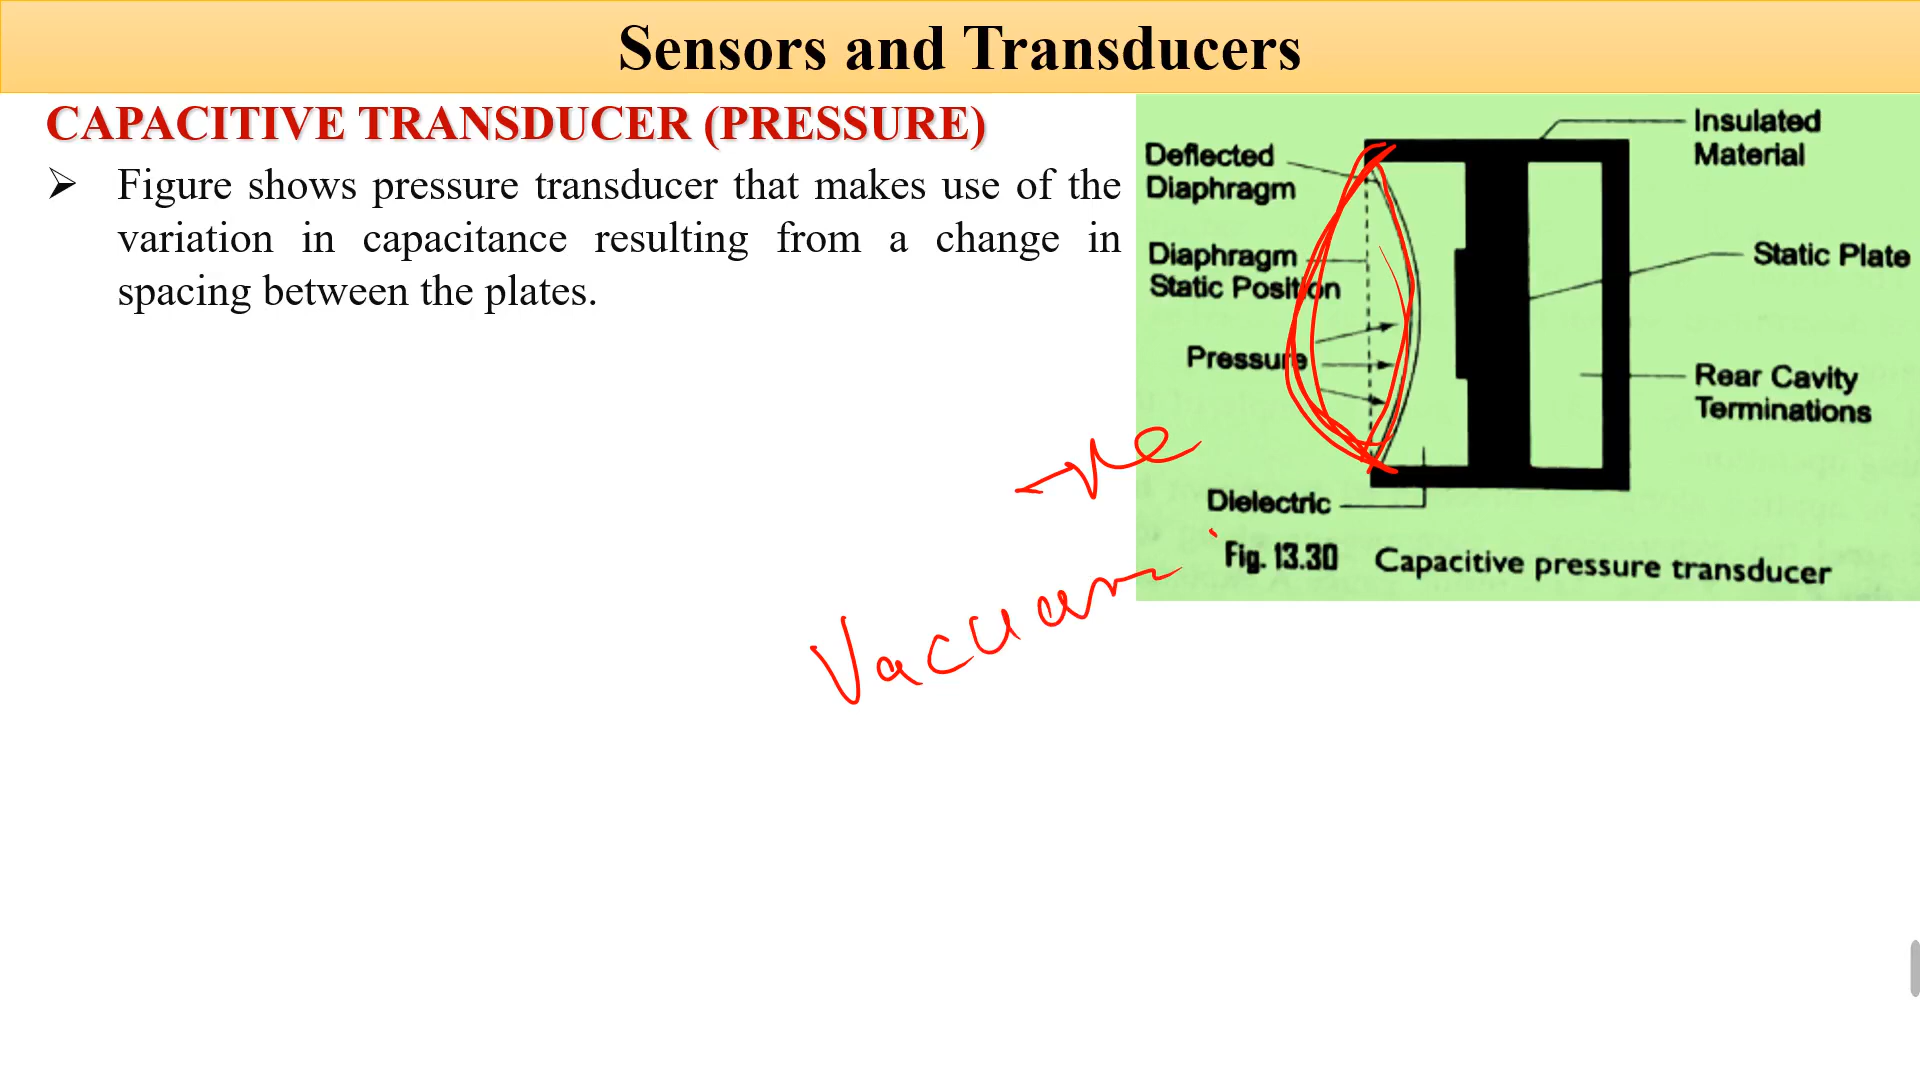 Sensors and Transducers
CAPACITIVE TRANSDUCER (PRESSURE)
Figure shows pressure transducer that makes use of the
variation in capacitance resulting from a change in
spacing between the plates.
Insulated
Material
Deflected
Diaphragm
Diaphragm
Static Position
Static Plate
Pressure
Rear Cavity
Terminations
Dielectric
Fig. 13.30 Capacitive pressure transducer
-ve
Vacuum